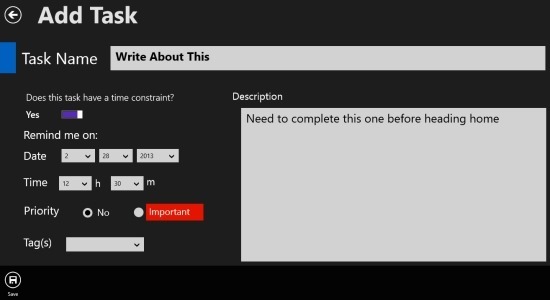 Add Task
Task Name Write About This
Does this task have a time constraint?
Yes
Remind me on:
Date 2 28 2013
Time 12 h 30 m
Priority No Important
Tag(s)
Description
Need to complete this one before heading home
Save